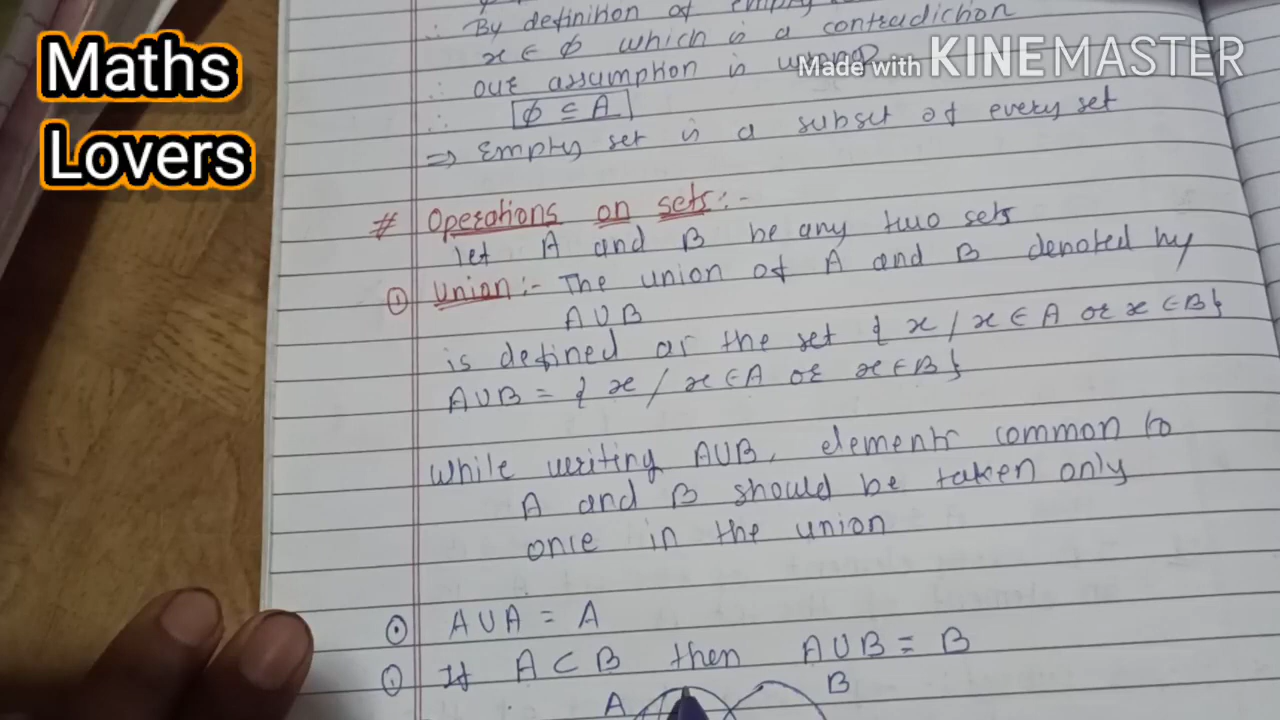 Maths
Lovers
Made with KINEMASTER
∴ By definition of empty
x ∈ ϕ which is a contradiction
∴ our assumption is wrong
∴ ϕ ⊆ A
⇒ Empty set is a subset of every set
# Operations on sets:-
let A and B be any two sets
① Union:- The union of A and B denoted by
A∪B
is defined as the set { x / x ∈ A or x ∈ B}
A∪B = { x / x ∈ A or x ∈ B}
While writing A∪B, elements common to
A and B should be taken only
once in the union
A∪A = A
If A ⊂ B then A∪B = B
A B